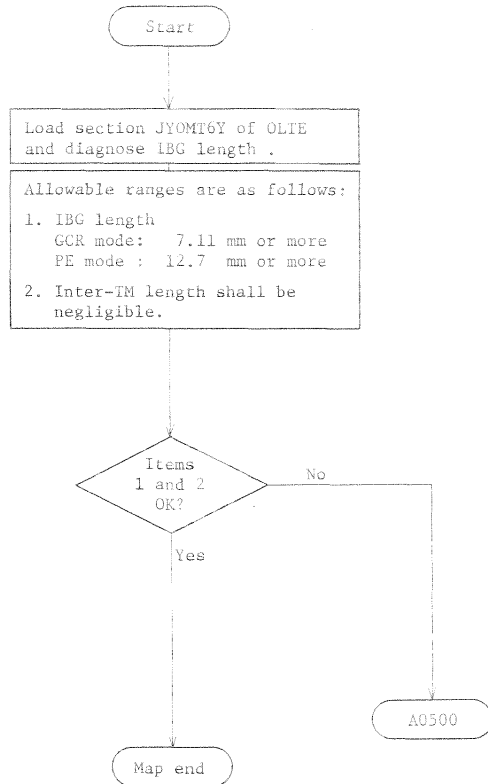 Start
Load section JYOMT6Y of OLTE
and diagnose IBG length .
Allowable ranges are as follows:
1. IBG length
GCR mode: 7.11 mm or more
PE mode : 12.7 mm or more
2. Inter-TM length shall be
negligible.
Items
1 and 2
OK?
No
Yes
A0500
Map end